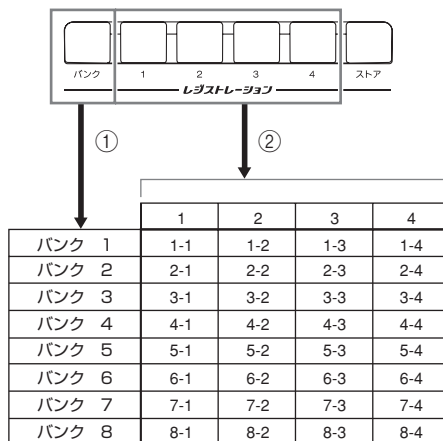 バンク 1 2 3 4 ストア
レジストレーション
① ②
1 2 3 4
バンク 1 1-1 1-2 1-3 1-4
バンク 2 2-1 2-2 2-3 2-4
バンク 3 3-1 3-2 3-3 3-4
バンク 4 4-1 4-2 4-3 4-4
バンク 5 5-1 5-2 5-3 5-4
バンク 6 6-1 6-2 6-3 6-4
バンク 7 7-1 7-2 7-3 7-4
バンク 8 8-1 8-2 8-3 8-4